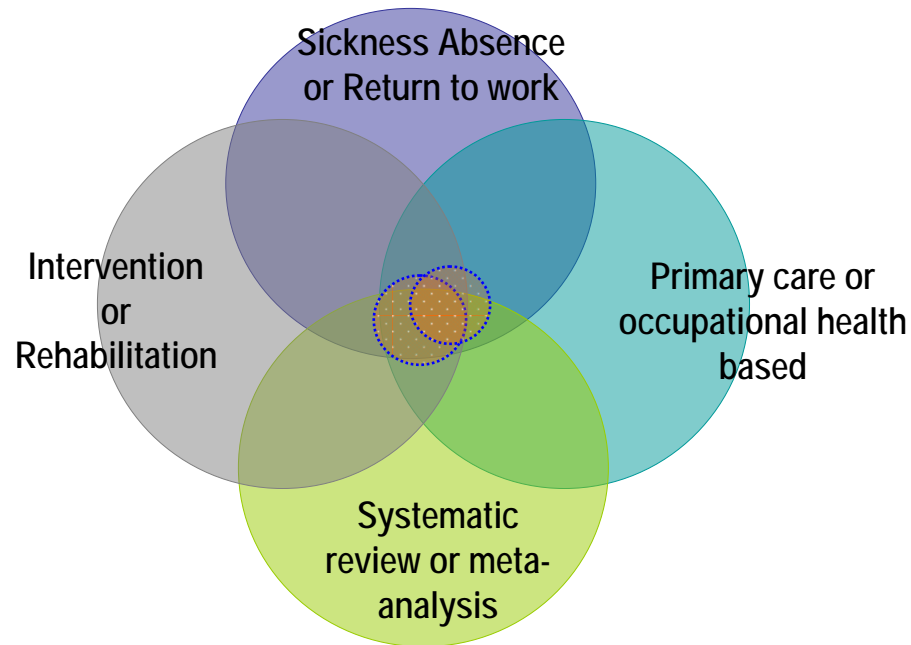 Sickness Absence
or Return to work
Intervention
or
Rehabilitation
Primary care or
occupational health
based
Systematic
review or meta-
analysis